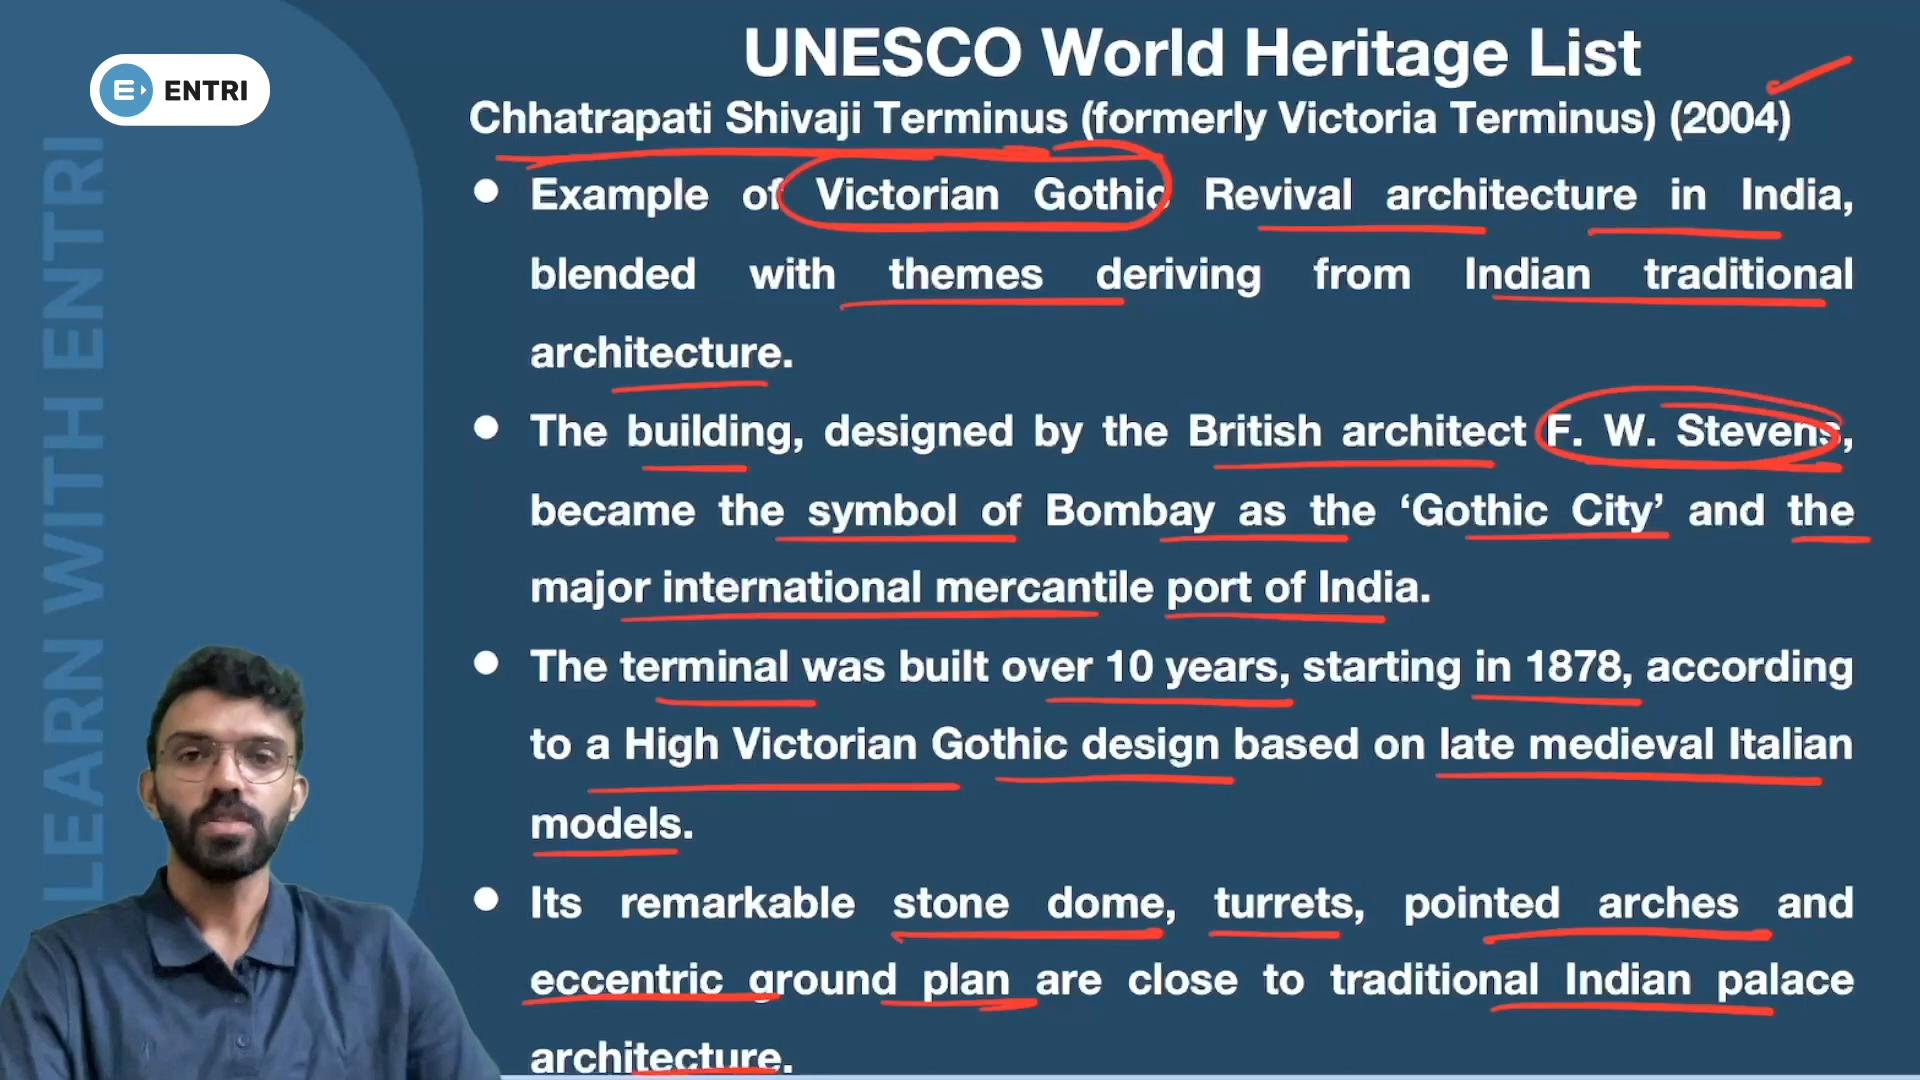 ENTRI
LEARN WITH ENTRI
UNESCO World Heritage List
Chhatrapati Shivaji Terminus (formerly Victoria Terminus) (2004)
• Example of Victorian Gothic Revival architecture in India,
blended with themes deriving from Indian traditional
architecture.
• The building, designed by the British architect F. W. Stevens,
became the symbol of Bombay as the ‘Gothic City’ and the
major international mercantile port of India.
• The terminal was built over 10 years, starting in 1878, according
to a High Victorian Gothic design based on late medieval Italian
models.
• Its remarkable stone dome, turrets, pointed arches and
eccentric ground plan are close to traditional Indian palace
architecture.